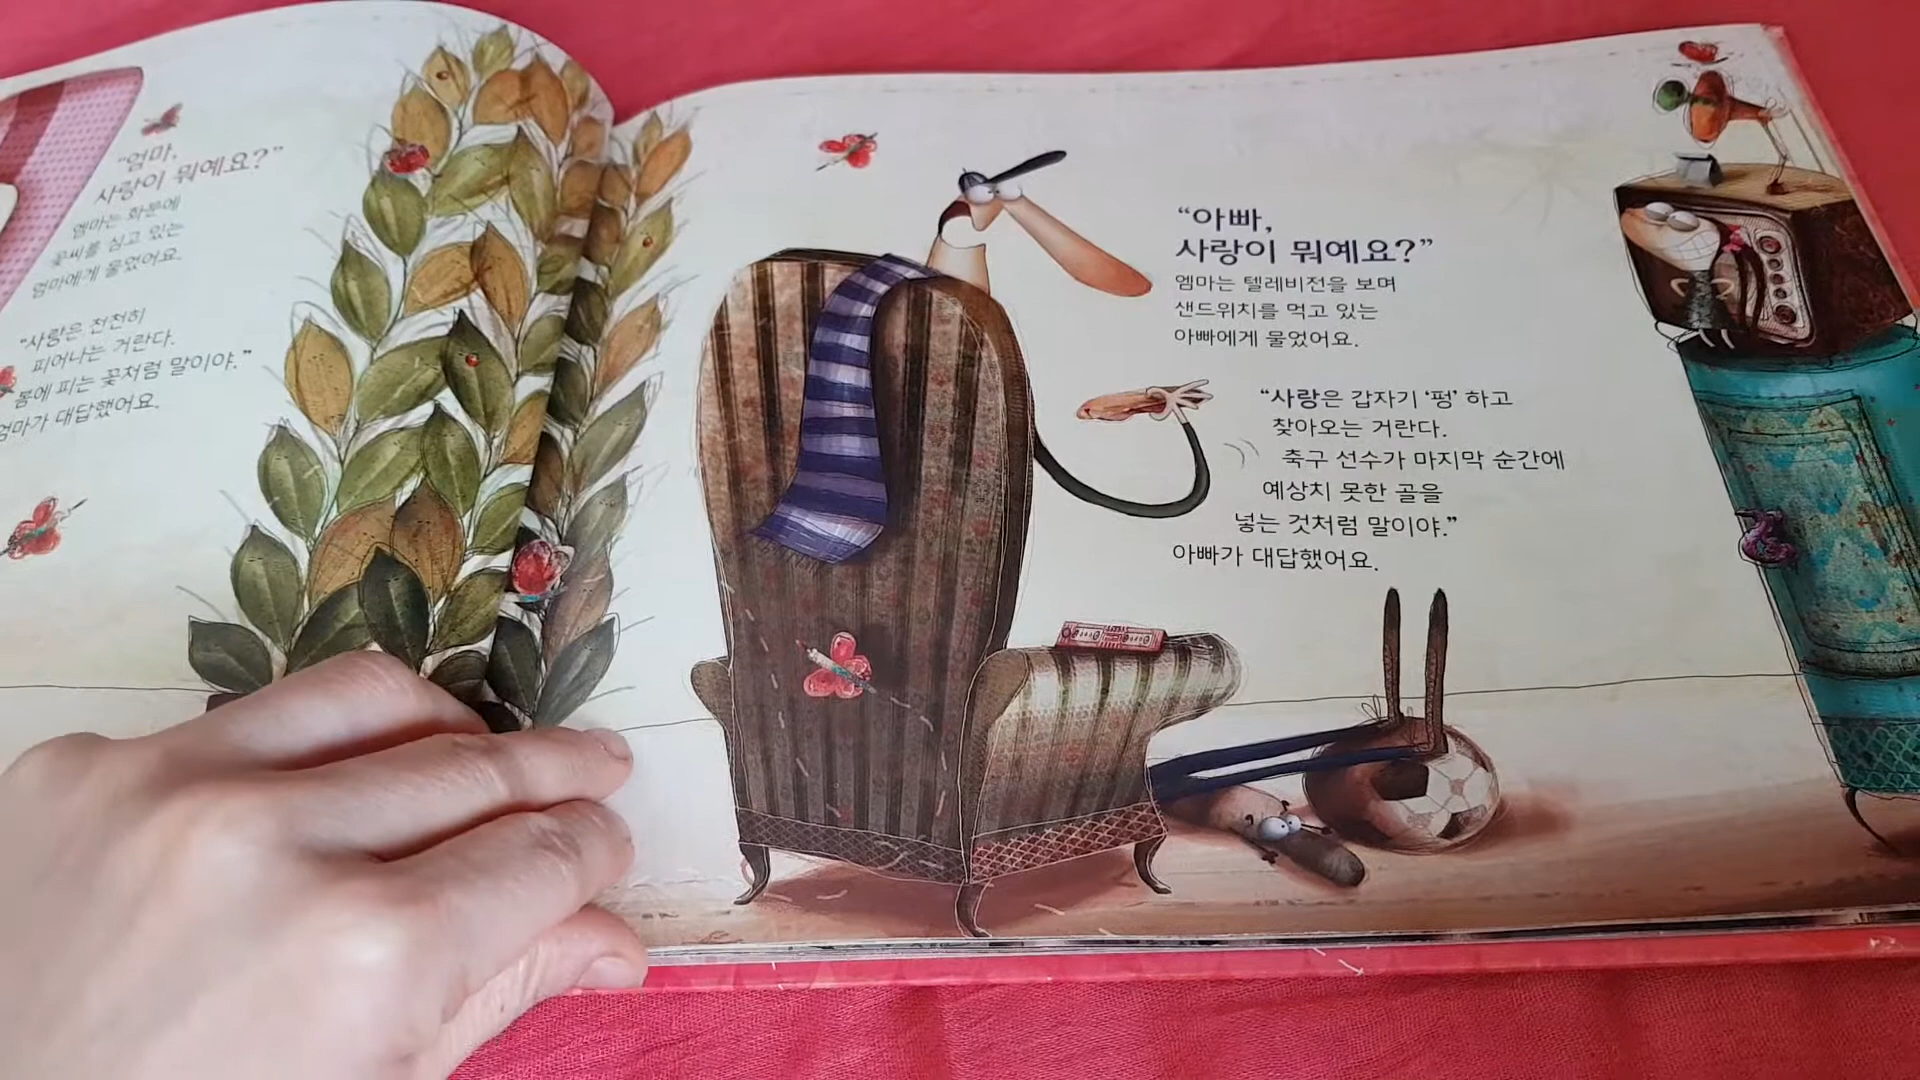 “엄마,
사랑이 뭐예요?”
엠마는 화분에
꽃씨를 심고 있는
엄마에게 물었어요.
“사랑은 천천히
피어나는 거란다.
봄에 피는 꽃처럼 말이야.”
엄마가 대답했어요.
“아빠,
사랑이 뭐예요?”
엠마는 텔레비전을 보며
샌드위치를 먹고 있는
아빠에게 물었어요.
“사랑은 갑자기 ‘펑’ 하고
찾아오는 거란다.
축구 선수가 마지막 순간에
예상치 못한 골을
넣는 것처럼 말이야.”
아빠가 대답했어요.